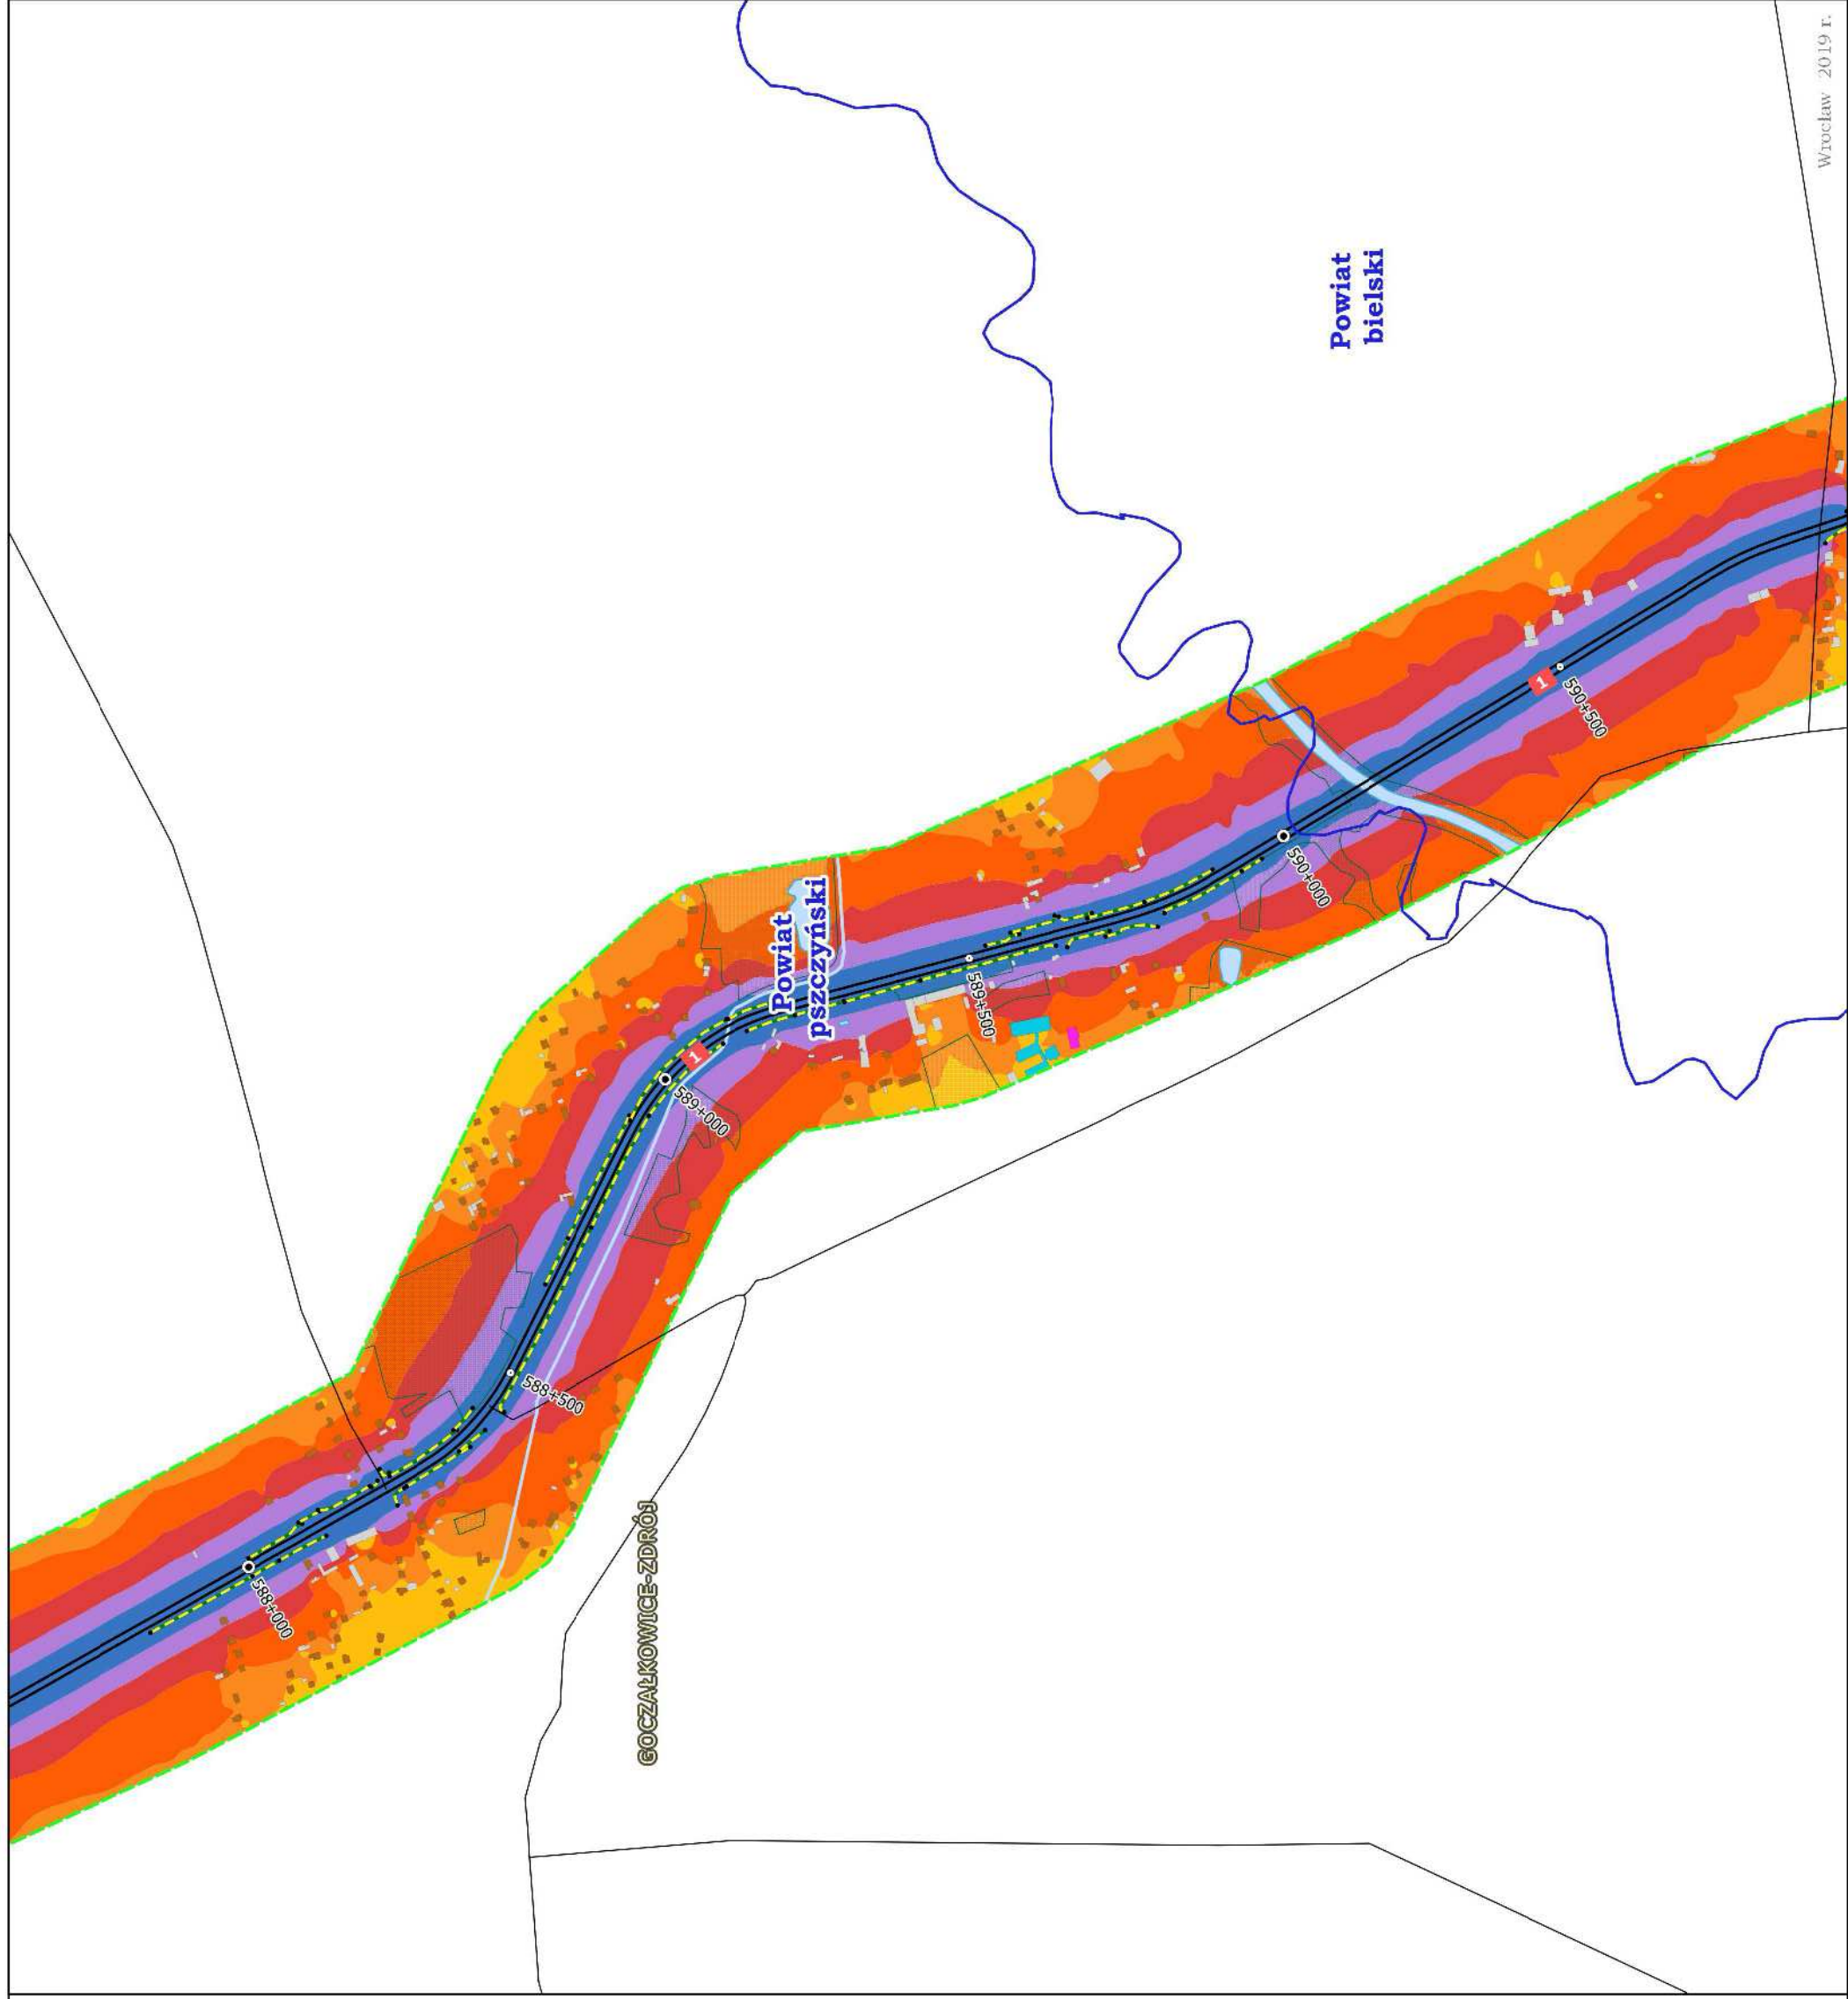 Wrocław 2019 r.
Powiat
bielski
Powiat
pszczyński
GOCZAŁKOWICE-ZDRÓJ
588+000
588+500
589+000
1
589+500
590+000
1
590+500